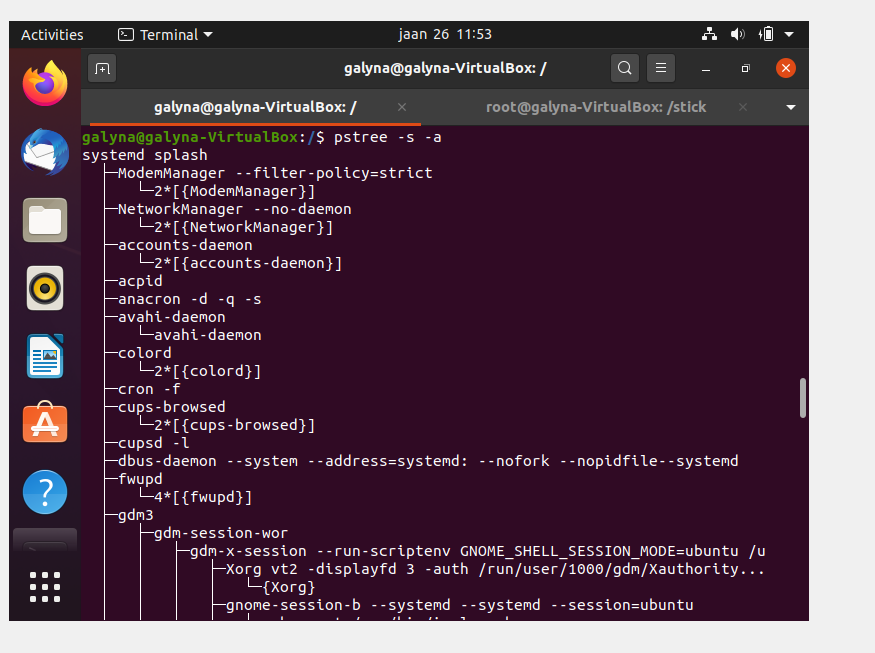 Activities Terminal jaan 26 11:53
galyna@galyna-VirtualBox: /
galyna@galyna-VirtualBox: / root@galyna-VirtualBox: /stick
galyna@galyna-VirtualBox:/$ pstree -s -a
systemd splash
├─ModemManager --filter-policy=strict
│   └─2*[{ModemManager}]
├─NetworkManager --no-daemon
│   └─2*[{NetworkManager}]
├─accounts-daemon
│   └─2*[{accounts-daemon}]
├─acpid
├─anacron -d -q -s
├─avahi-daemon
│   └─avahi-daemon
├─colord
│   └─2*[{colord}]
├─cron -f
├─cups-browsed
│   └─2*[{cups-browsed}]
├─cupsd -l
├─dbus-daemon --system --address=systemd: --nofork --nopidfile--systemd
├─fwupd
│   └─4*[{fwupd}]
├─gdm3
│   ├─gdm-session-wor
│   │   ├─gdm-x-session --run-scriptenv GNOME_SHELL_SESSION_MODE=ubuntu /u
│   │   │   ├─Xorg vt2 -displayfd 3 -auth /run/user/1000/gdm/Xauthority...
│   │   │   │   └─{Xorg}
│   │   │   ├─gnome-session-b --systemd --systemd --session=ubuntu